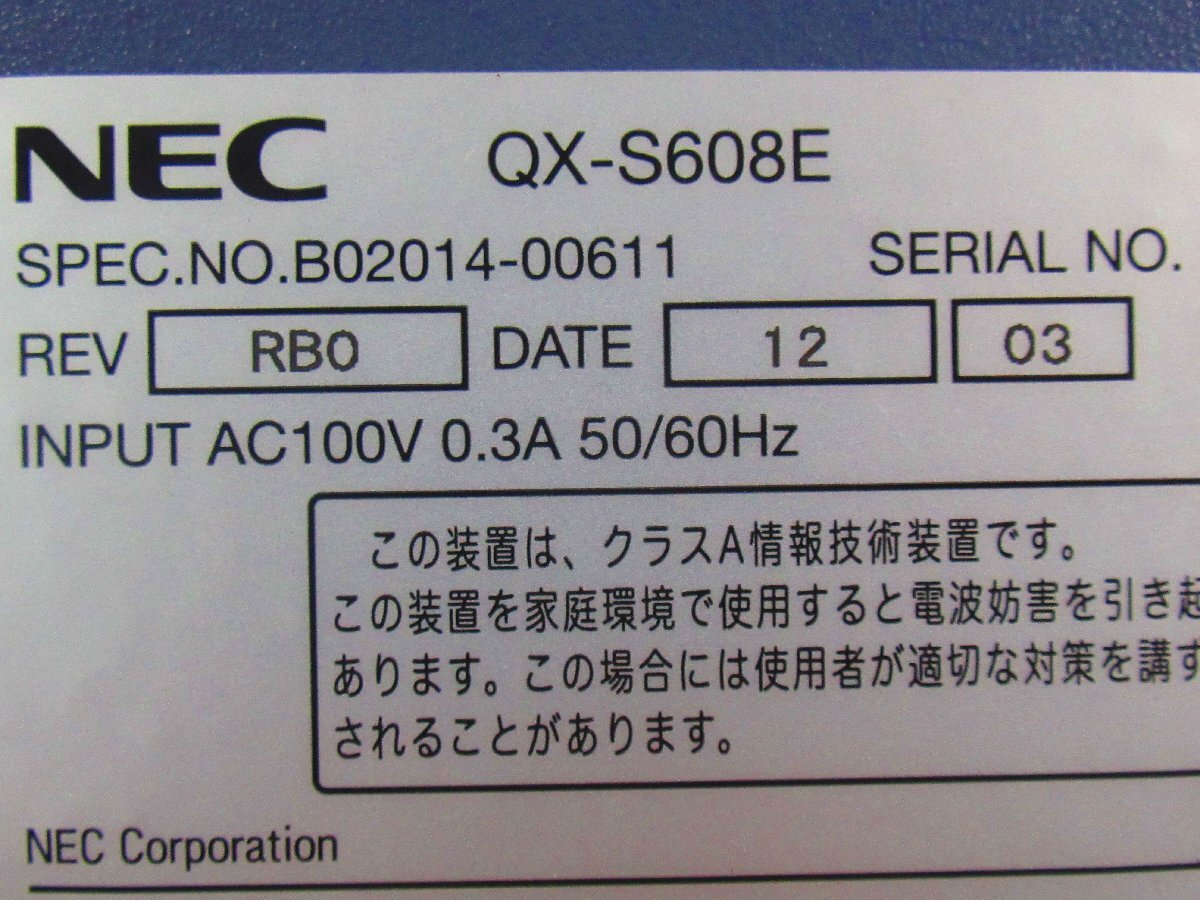 NEC QX-S608E
SPEC.NO.B02014-00611 SERIAL NO.
REV RB0 DATE 12 03
INPUT AC100V 0.3A 50/60Hz
この装置は、クラスA情報技術装置です。
この装置を家庭環境で使用すると電波妨害を引き起
あります。この場合には使用者が適切な対策を講ず
されることがあります。
NEC Corporation